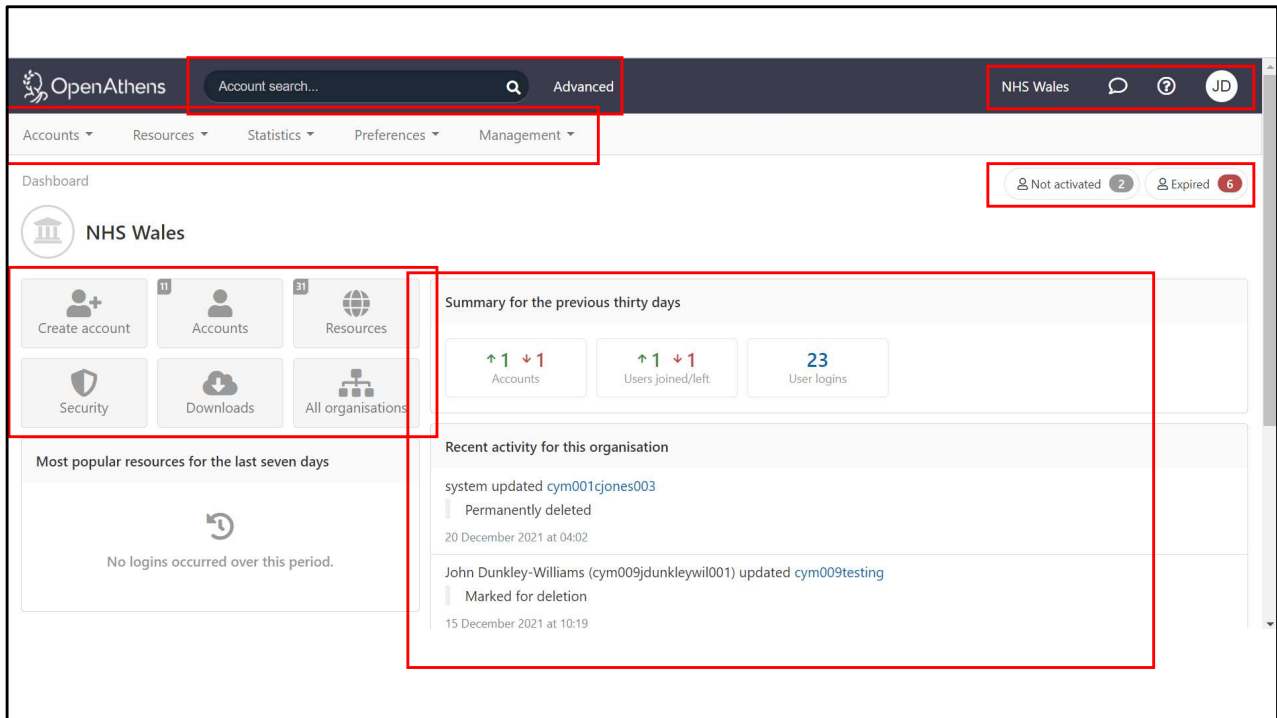 OpenAthens Account search... Advanced NHS Wales JD
Accounts Resources Statistics Preferences Management
Dashboard
Not activated 2 Expired 6
NHS Wales
Create account
11 Accounts
31 Resources
Security
Downloads
All organisations
Most popular resources for the last seven days
No logins occurred over this period.
Summary for the previous thirty days
1 1
Accounts
1 1
Users joined/left
23
User logins
Recent activity for this organisation
system updated cym001cjones003
Permanently deleted
20 December 2021 at 04:02
John Dunkley-Williams (cym009jdunkleywil001) updated cym009testing
Marked for deletion
15 December 2021 at 10:19